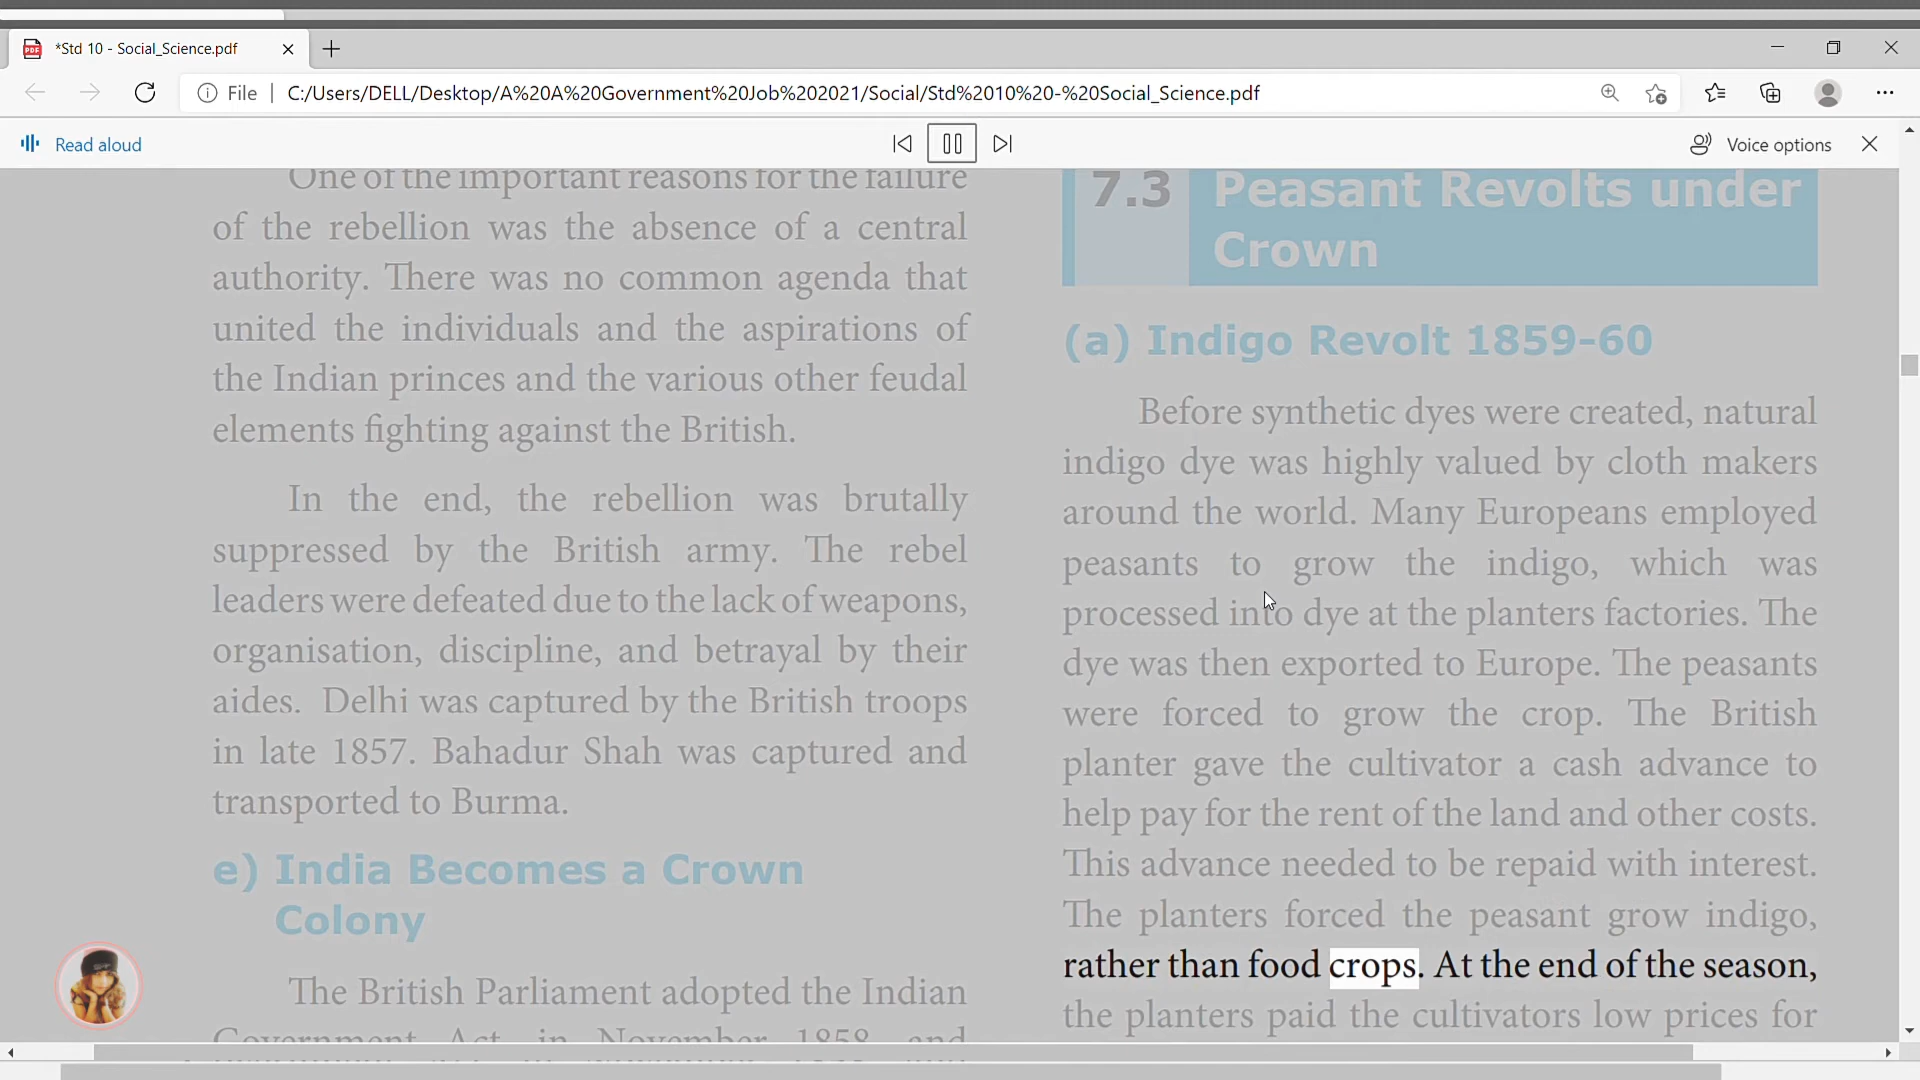 *Std 10 - Social_Science.pdf
File
C:/Users/DELL/Desktop/A%20A%20Government%20Job%202021/Social/Std%2010%20-%20Social_Science.pdf
Read aloud
Voice options
One of the important reasons for the failure
of the rebellion was the absence of a central
authority. There was no common agenda that
united the individuals and the aspirations of
the Indian princes and the various other feudal
elements fighting against the British.
In the end, the rebellion was brutally
suppressed by the British army. The rebel
leaders were defeated due to the lack of weapons,
organisation, discipline, and betrayal by their
aides. Delhi was captured by the British troops
in late 1857. Bahadur Shah was captured and
transported to Burma.
e) India Becomes a Crown
Colony
The British Parliament adopted the Indian
Government Act, in November 1858, and
7.3 Peasant Revolts under
Crown
(a) Indigo Revolt 1859-60
Before synthetic dyes were created, natural
indigo dye was highly valued by cloth makers
around the world. Many Europeans employed
peasants to grow the indigo, which was
processed into dye at the planters factories. The
dye was then exported to Europe. The peasants
were forced to grow the crop. The British
planter gave the cultivator a cash advance to
help pay for the rent of the land and other costs.
This advance needed to be repaid with interest.
The planters forced the peasant grow indigo,
rather than food crops. At the end of the season,
the planters paid the cultivators low prices for